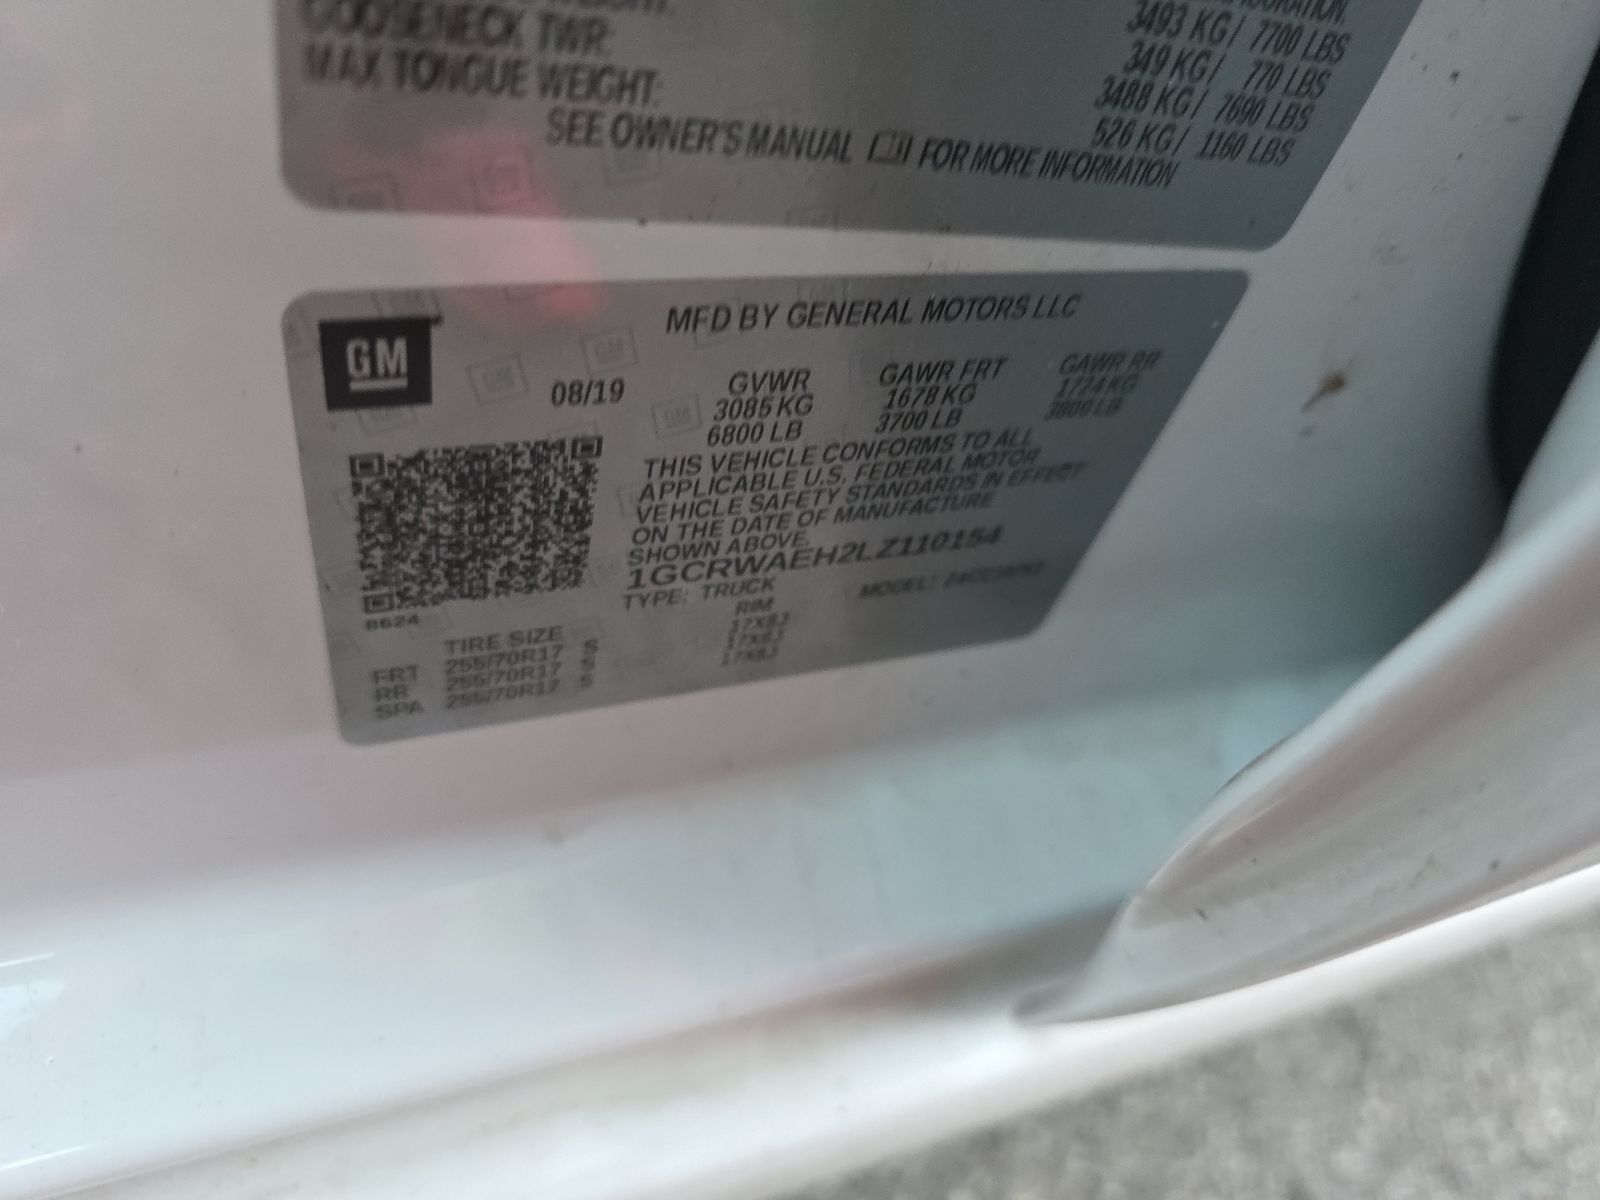 GOOSENECK TWR:
MAX TONGUE WEIGHT:
3493 KG/ 7700 LBS
349 KG/ 770 LBS
3488 KG/ 7690 LBS
526 KG/ 1160 LBS
SEE OWNER'S MANUAL FOR MORE INFORMATION
GM
MFD BY GENERAL MOTORS LLC
08/19
GVWR GAWR FRT GAWR RR
3085 KG 1678 KG 1724 KG
6800 LB 3700 LB 3800 LB
THIS VEHICLE CONFORMS TO ALL
APPLICABLE U.S. FEDERAL MOTOR
VEHICLE SAFETY STANDARDS IN EFFECT
ON THE DATE OF MANUFACTURE
SHOWN ABOVE.
1GCRWAEH2LZ110154
TYPE: TRUCK MODEL:
8624
TIRE SIZE RIM
FRT 255/70R17 S 17X8J
RR 255/70R17 S 17X8J
SPA 255/70R17 S 17X8J